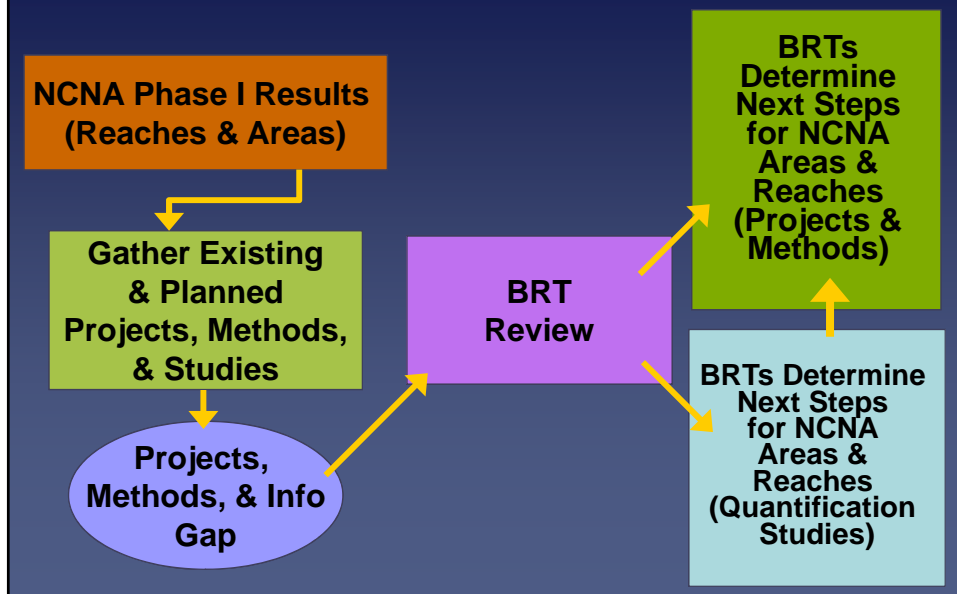 NCNA Phase I Results
(Reaches & Areas)
Gather Existing
& Planned
Projects, Methods,
& Studies
Projects,
Methods, & Info
Gap
BRT
Review
BRTs
Determine
Next Steps
for NCNA
Areas &
Reaches
(Projects &
Methods)
BRTs Determine
Next Steps
for NCNA
Areas &
Reaches
(Quantification
Studies)